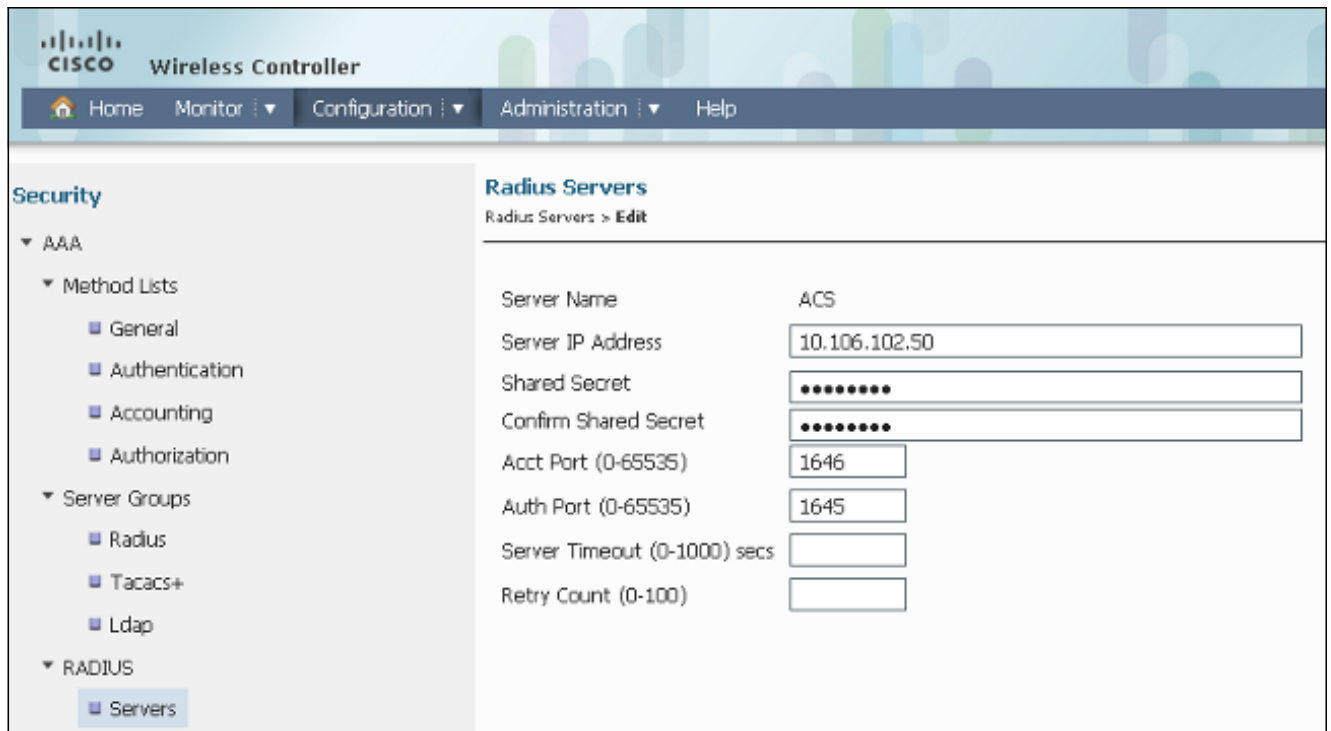 CISCO Wireless Controller
Home Monitor Configuration Administration Help
Security
AAA
Method Lists
General
Authentication
Accounting
Authorization
Server Groups
Radius
Tacacs+
Ldap
RADIUS
Servers
Radius Servers
Radius Servers > Edit
Server Name ACS
Server IP Address 10.106.102.50
Shared Secret ••••••••
Confirm Shared Secret ••••••••
Acct Port (0-65535) 1646
Auth Port (0-65535) 1645
Server Timeout (0-1000) secs
Retry Count (0-100)